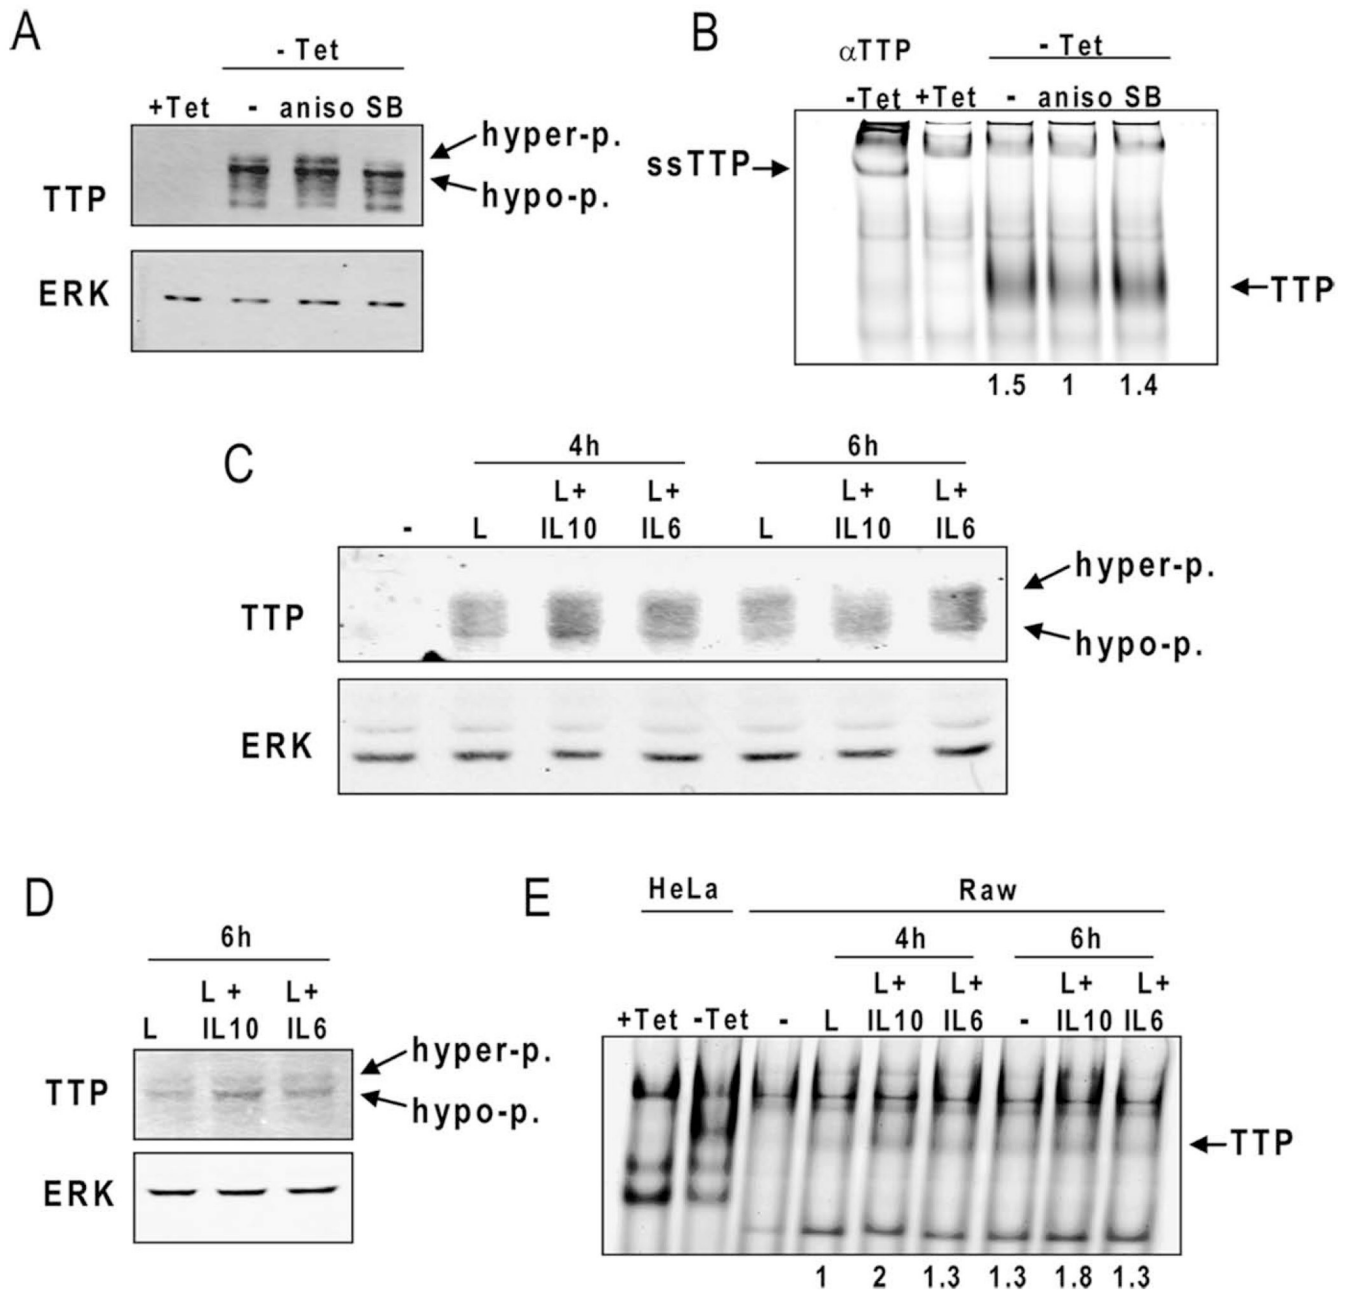 A
- Tet
+Tet - aniso SB
TTP
hyper-p.
hypo-p.
ERK
B
αTTP
- Tet
-Tet +Tet - aniso SB
ssTTP
TTP
1.5 1 1.4
C
4h 6h
L+ L+ L+ L+
- L IL10 IL6 L IL10 IL6
hyper-p.
TTP
hypo-p.
ERK
D
6h
L + L+
L IL10 IL6
hyper-p.
TTP
hypo-p.
ERK
E
HeLa Raw
4h 6h
L+ L+ L+ L+
+Tet -Tet - L IL10 IL6 - IL10 IL6
TTP
1 2 1.3 1.3 1.8 1.3